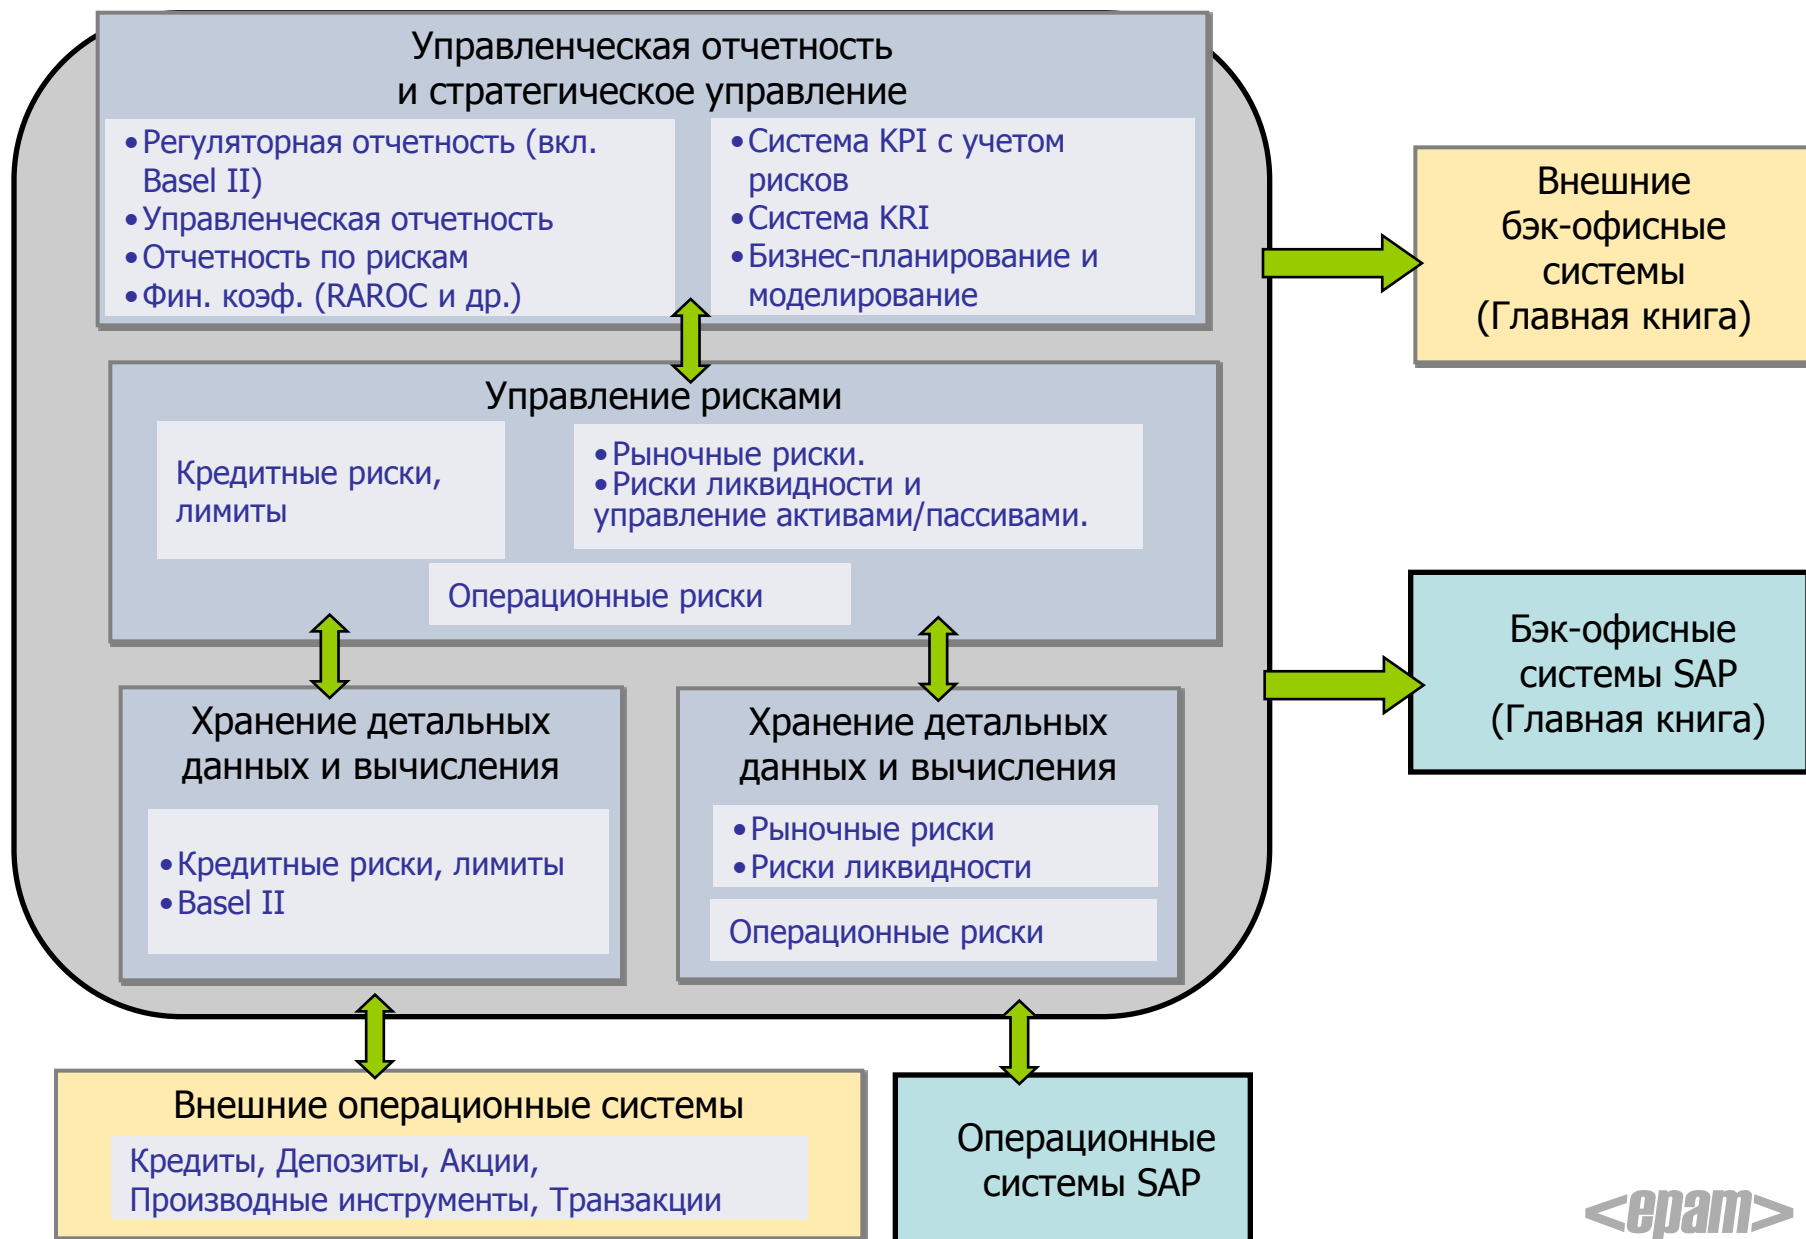 Управленческая отчетность
и стратегическое управление
•Регуляторная отчетность (вкл.
Basel II)
•Управленческая отчетность
•Отчетность по рискам
•Фин. коэф. (RAROC и др.)
•Система KPI с учетом
рисков
•Система KRI
•Бизнес-планирование и
моделирование
Внешние
бэк-офисные
системы
(Главная книга)
Управление рисками
Кредитные риски,
лимиты
•Рыночные риски.
•Риски ликвидности и
управление активами/пассивами.
Операционные риски
Бэк-офисные
системы SAP
(Главная книга)
Хранение детальных
данных и вычисления
•Кредитные риски, лимиты
•Basel II
Хранение детальных
данных и вычисления
•Рыночные риски
•Риски ликвидности
Операционные риски
Внешние операционные системы
Кредиты, Депозиты, Акции,
Производные инструменты, Транзакции
Операционные
системы SAP
<epam>